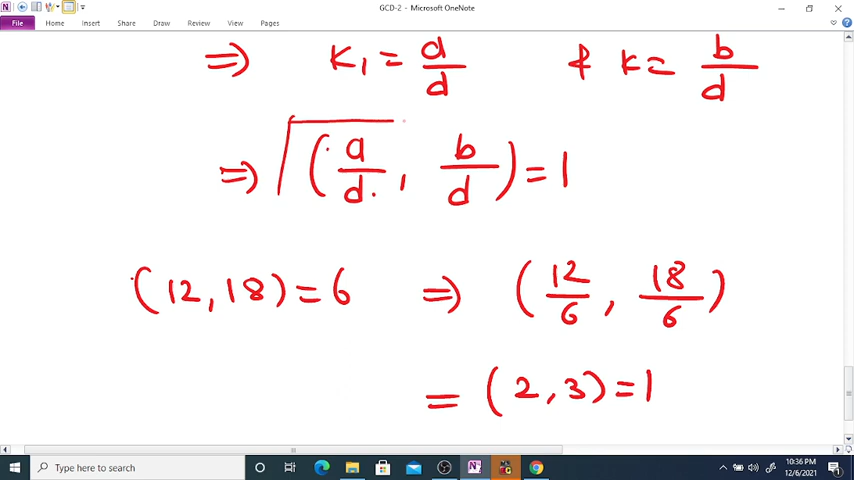 GCD-2 - Microsoft OneNote
File Home Insert Share Draw Review View Pages
⇒ K₁ = a/d & K = b/d
⇒ (a/d, b/d) = 1
(12, 18) = 6 ⇒ (12/6, 18/6)
= (2, 3) = 1
Type here to search
10:36 PM
12/6/2021